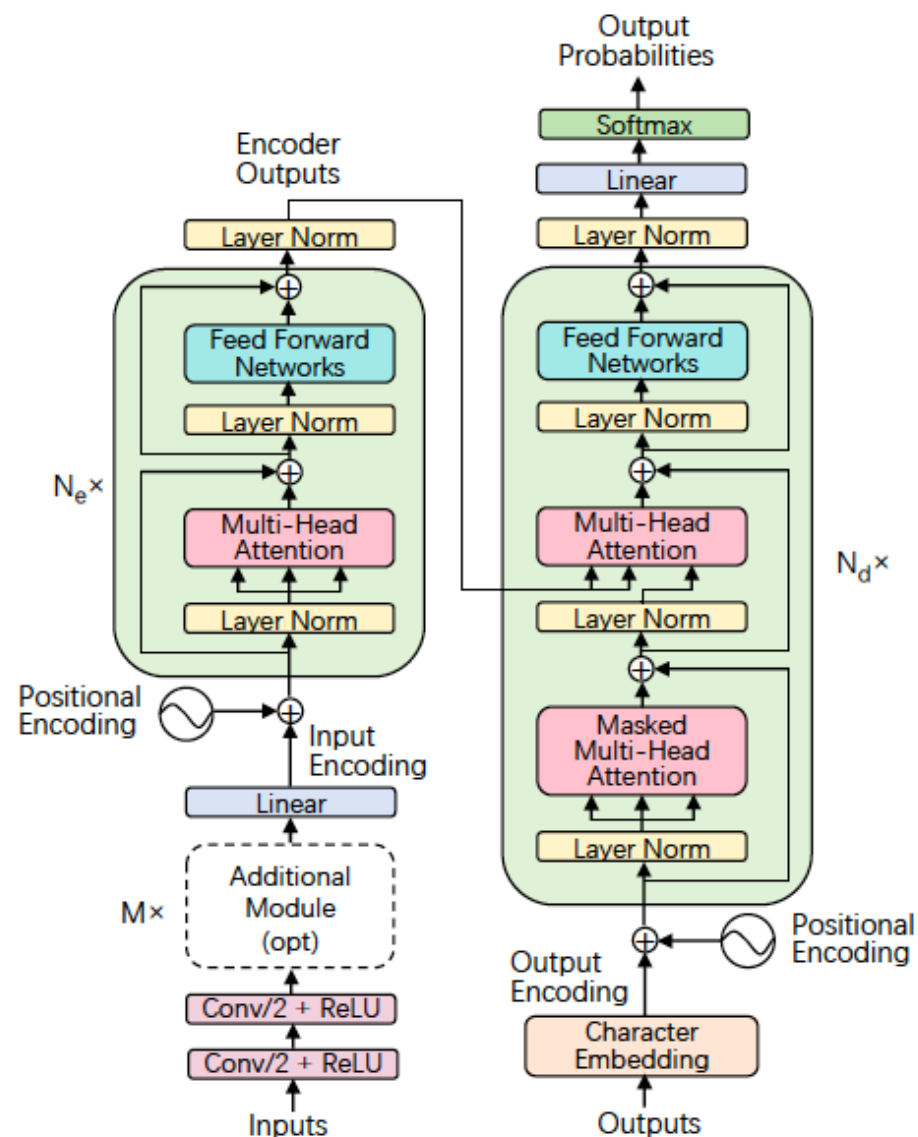 Output
Probabilities
Softmax
Linear
Layer Norm
Feed Forward
Networks
Layer Norm
Multi-Head
Attention
Layer Norm
Masked
Multi-Head
Attention
Layer Norm
N_d×
Positional
Encoding
Output
Encoding
Character
Embedding
Outputs
Encoder
Outputs
Layer Norm
Feed Forward
Networks
Layer Norm
Multi-Head
Attention
Layer Norm
N_e×
Positional
Encoding
Input
Encoding
Linear
Additional
Module
(opt)
M×
Conv/2 + ReLU
Conv/2 + ReLU
Inputs